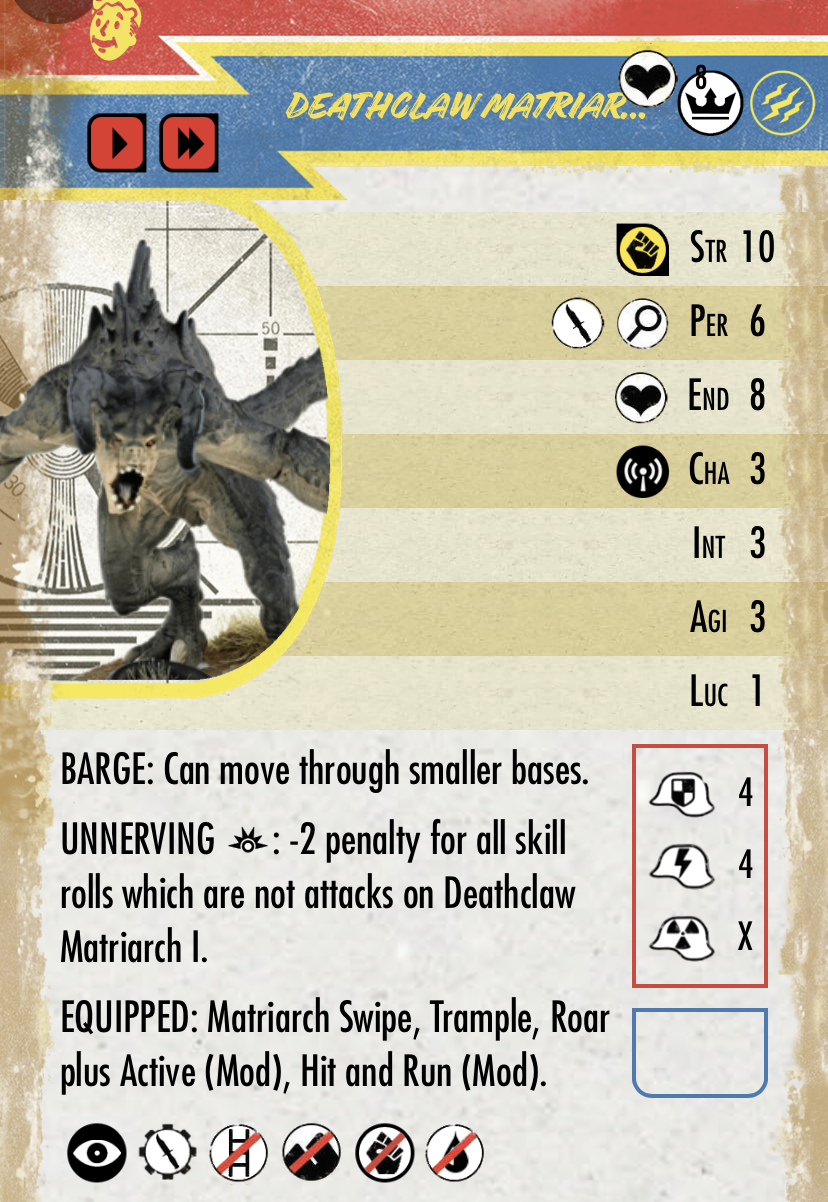 DEATHCLAW MATRIAR...
8
50
30
STR 10
PER 6
END 8
CHA 3
INT 3
AGI 3
LUC 1
BARGE: Can move through smaller bases.
UNNERVING : -2 penalty for all skill
rolls which are not attacks on Deathclaw
Matriarch I.
4
4
X
EQUIPPED: Matriarch Swipe, Trample, Roar
plus Active (Mod), Hit and Run (Mod).